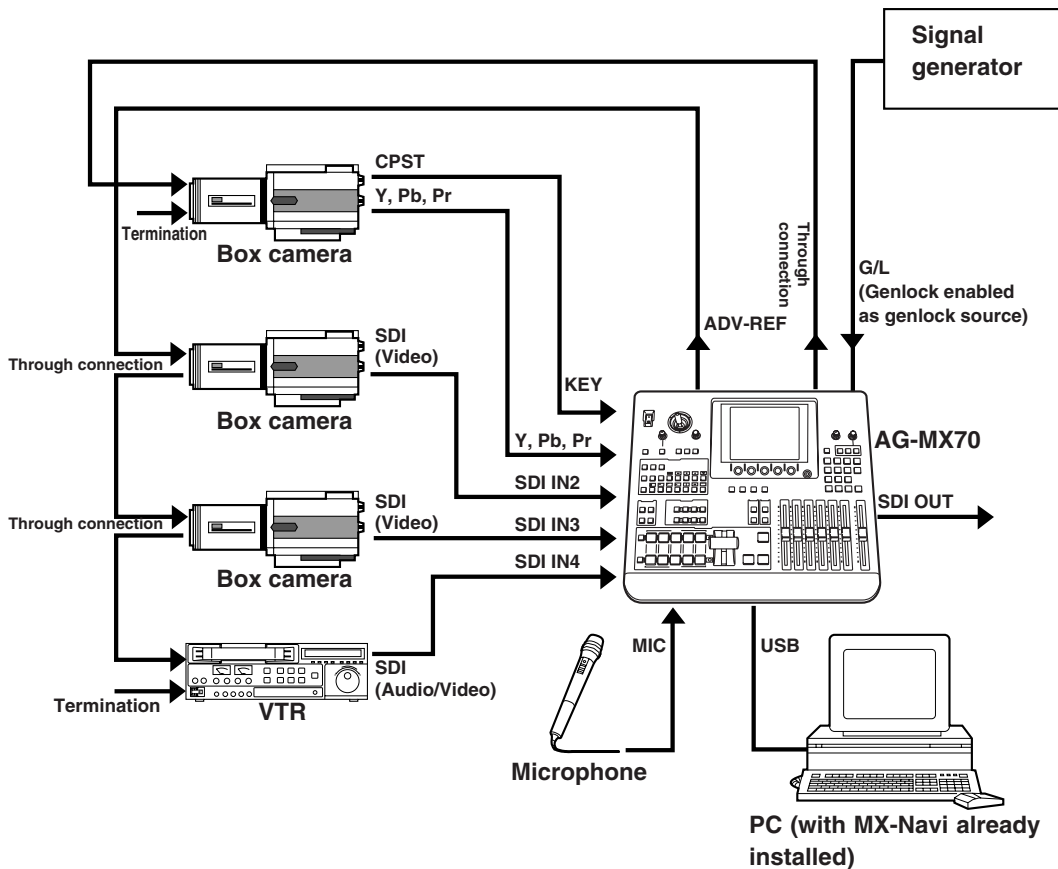 Signal
generator
CPST
Y, Pb, Pr
Termination
Box camera
Through
connection
G/L
(Genlock enabled
as genlock source)
ADV-REF
SDI
(Video)
Through connection
Box camera
KEY
Y, Pb, Pr
AG-MX70
SDI IN2
SDI OUT
SDI
(Video)
Through connection
SDI IN3
Box camera
SDI IN4
MIC
USB
SDI
(Audio/Video)
Termination
VTR
Microphone
PC (with MX-Navi already
installed)